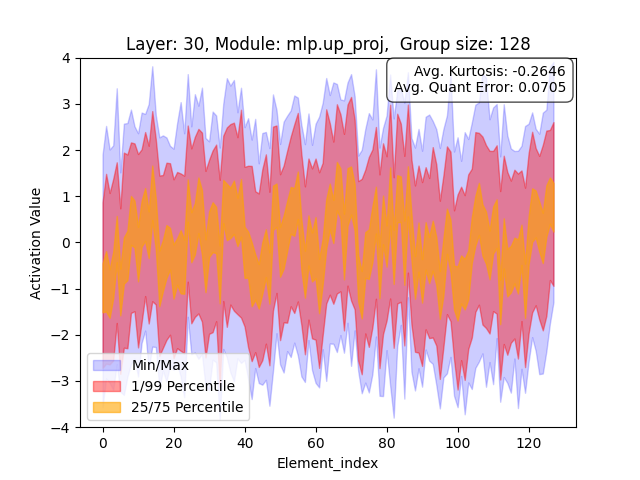 Layer: 30, Module: mlp.up_proj,  Group size: 128
Avg. Kurtosis: -0.2646
Avg. Quant Error: 0.0705
Activation Value
4
3
2
1
0
−1
−2
−3
−4
Min/Max
1/99 Percentile
25/75 Percentile
0 20 40 60 80 100 120
Element_index